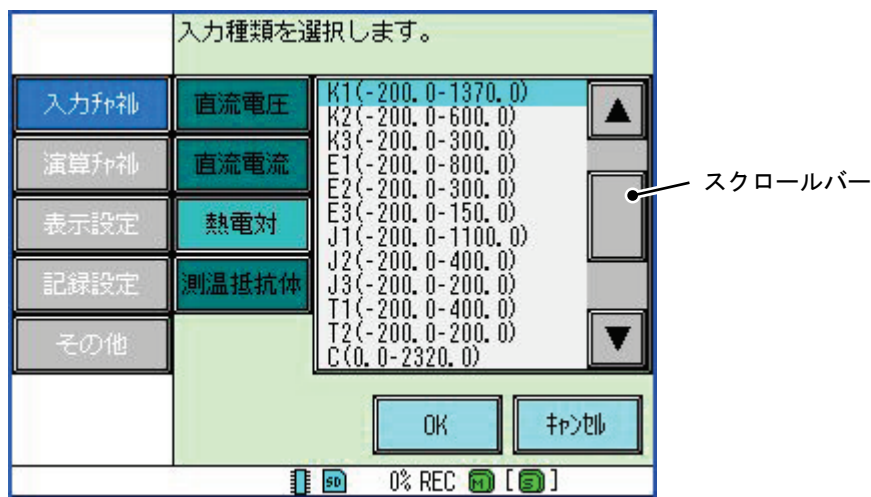 入力種類を選択します。
入力ﾁｬﾈﾙ
演算ﾁｬﾈﾙ
表示設定
記録設定
その他
直流電圧
直流電流
熱電対
測温抵抗体
K1(-200.0-1370.0)
K2(-200.0-600.0)
K3(-200.0-300.0)
E1(-200.0-800.0)
E2(-200.0-300.0)
E3(-200.0-150.0)
J1(-200.0-1100.0)
J2(-200.0-400.0)
J3(-200.0-200.0)
T1(-200.0-400.0)
T2(-200.0-200.0)
C(0.0-2320.0)
▲
▼
スクロールバー
OK
ｷｬﾝｾﾙ
SD 0% REC M [S]